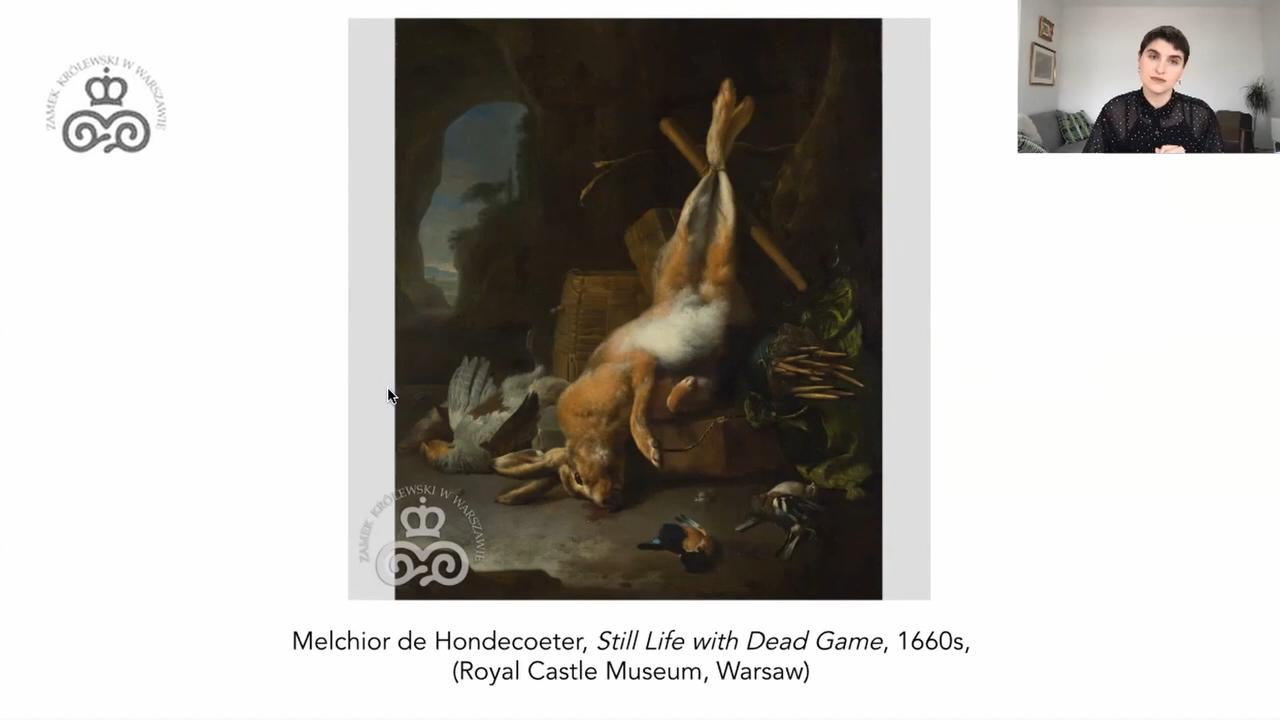 ZAMEK KRÓLEWSKI W WARSZAWIE
ZAMEK KRÓLEWSKI W WARSZAWIE
Melchior de Hondecoeter, Still Life with Dead Game, 1660s,
(Royal Castle Museum, Warsaw)